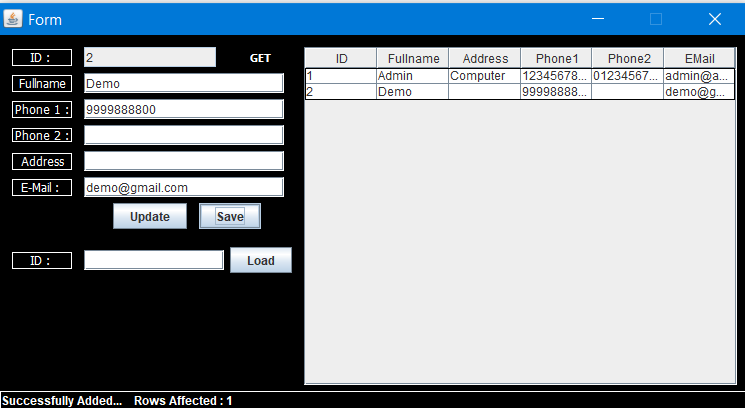 Form
ID : 2 GET
Fullname Demo
Phone 1 : 9999888800
Phone 2 :
Address
E-Mail : demo@gmail.com
Update Save
ID : Load
ID Fullname Address Phone1 Phone2 EMail
1 Admin Computer 12345678... 01234567... admin@a...
2 Demo 99998888... demo@g...
Successfully Added... Rows Affected : 1